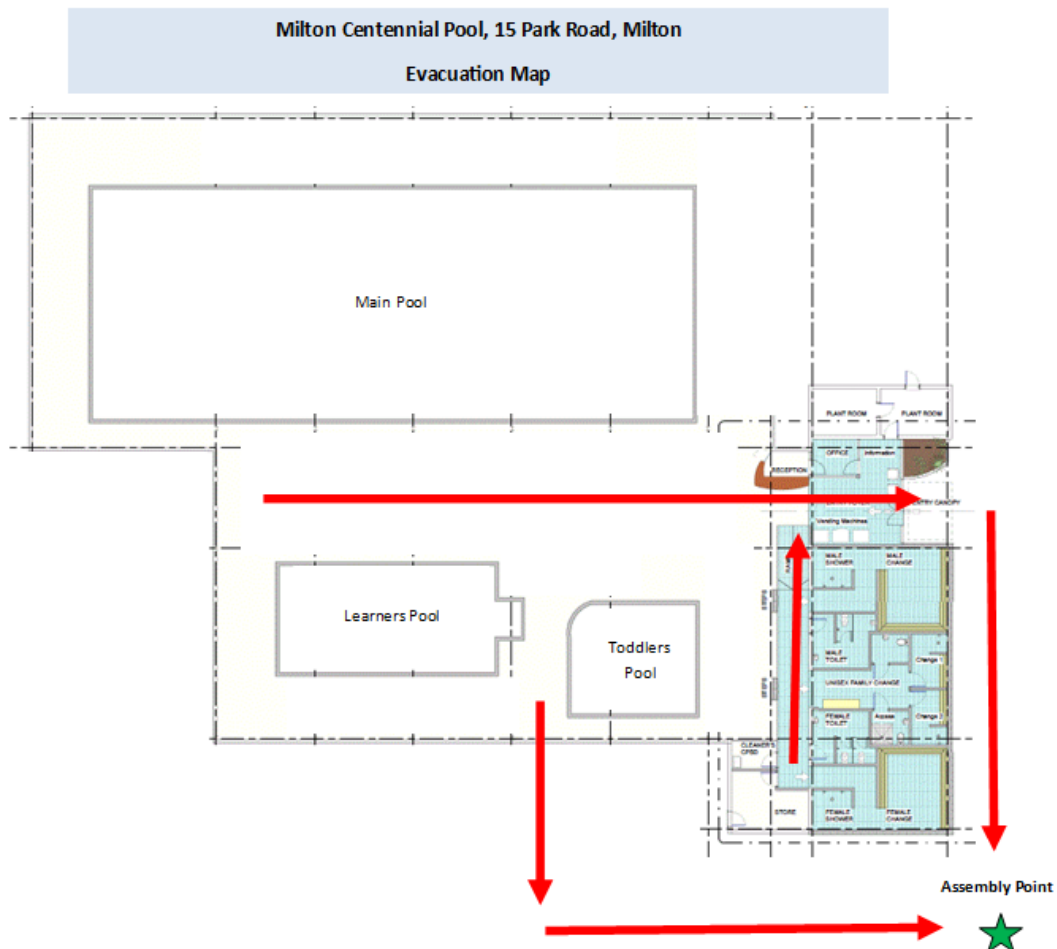 Milton Centennial Pool, 15 Park Road, Milton
Evacuation Map
Main Pool
PLANT ROOM
PLANT ROOM
OFFICE
Information
RECEPTION
ENTRY CANOPY
Vending Machines
MALE
SHOWER
MALE
CHANGE
STEPS
Learners Pool
Toddlers
Pool
MALE
TOILET
Change 1
UNISEX FAMILY CHANGE
STEPS
FEMALE
TOILET
Access
Change 2
CLEANER'S
CPBD
STORE
FEMALE
SHOWER
FEMALE
CHANGE
Assembly Point